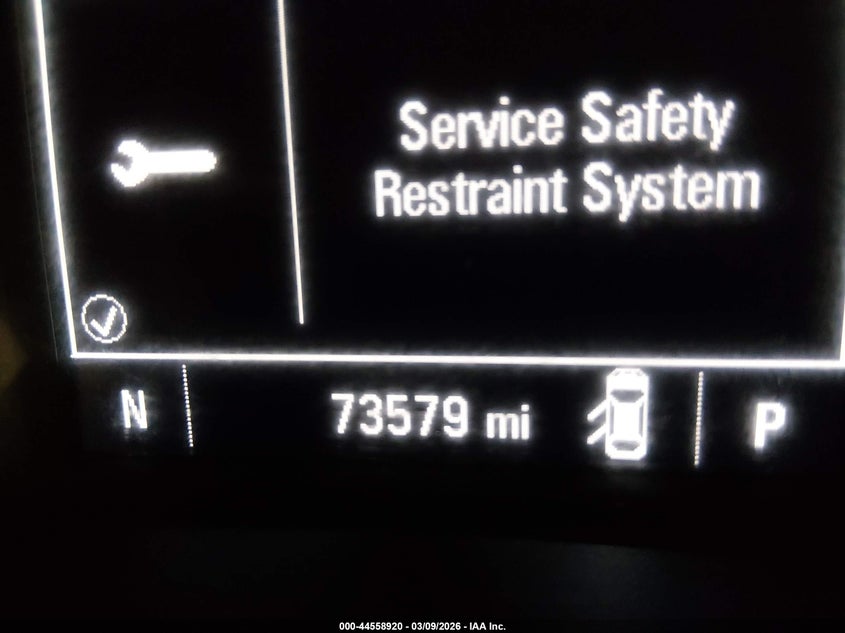 Service Safety
Restraint System
N 73579 mi P
000-44558920 - 03/09/2026 - IAA Inc.